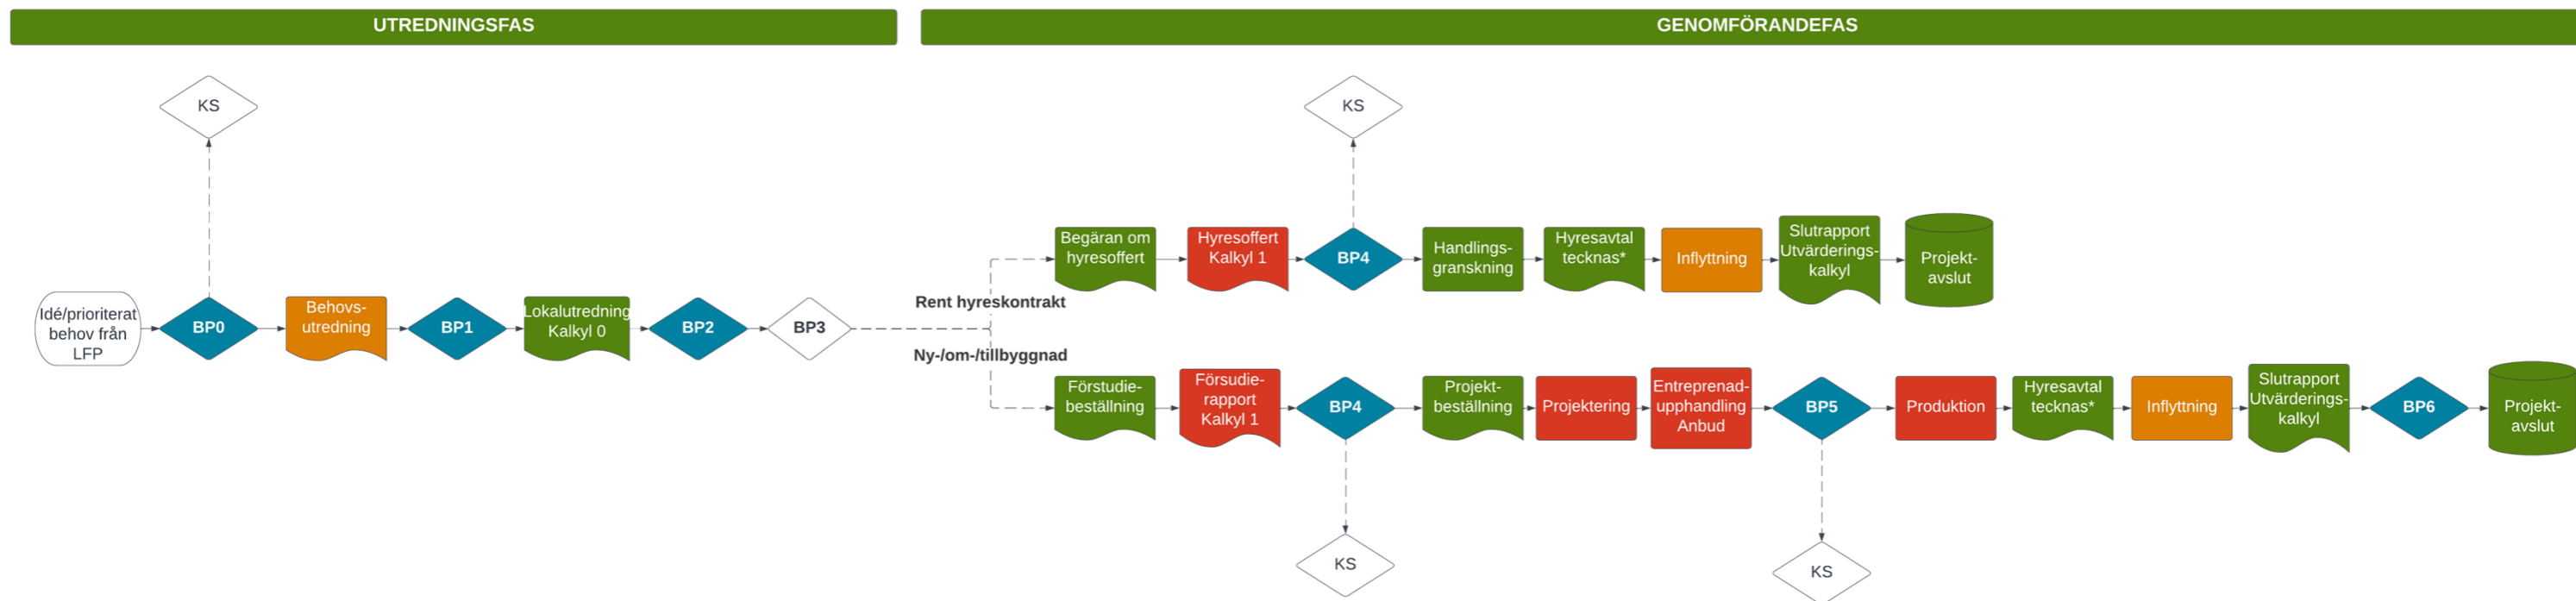 UTREDNINGSFAS
GENOMFÖRANDEFAS
KS
KS
Begäran om
hyresoffert
Hyresoffert
Kalkyl 1
BP4
Handlings-
granskning
Hyresavtal
tecknas*
Inflyttning
Slutrapport
Utvärderings-
kalkyl
Projekt-
avslut
Rent hyreskontrakt
Idé/prioriterat
behov från
LFP
BP0
Behovs-
utredning
BP1
Lokalutredning
Kalkyl 0
BP2
BP3
Ny-/om-/tillbyggnad
Förstudie-
beställning
Försudie-
rapport
Kalkyl 1
BP4
Projekt-
beställning
Projektering
Entreprenad-
upphandling
Anbud
BP5
Produktion
Hyresavtal
tecknas*
Inflyttning
Slutrapport
Utvärderings-
kalkyl
BP6
Projekt-
avslut
KS
KS